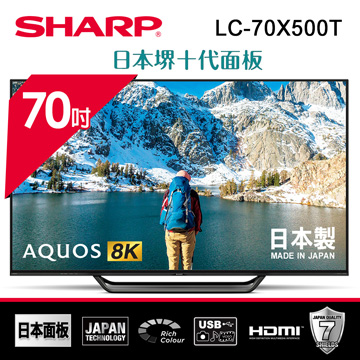 SHARP
LC-70X500T
日本堺十代面板
70吋
AQUOS 8K
日本製
MADE IN JAPAN
日本面板
JAPAN
TECHNOLOGY
Rich
Colour
USB
HDMI
JAPAN QUALITY
7
SHIELDS